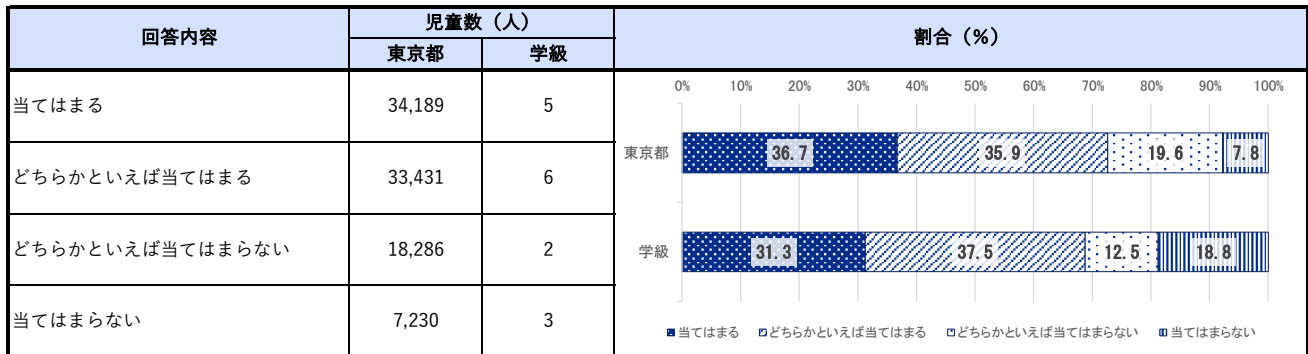 回答内容 児童数（人） 割合（%）
東京都 学級
0% 10% 20% 30% 40% 50% 60% 70% 80% 90% 100%
当てはまる 34,189 5
東京都 36.7 35.9 19.6 7.8
どちらかといえば当てはまる 33,431 6
どちらかといえば当てはまらない 18,286 2
学級 31.3 37.5 12.5 18.8
当てはまらない 7,230 3
当てはまる どちらかといえば当てはまる どちらかといえば当てはまらない 当てはまらない